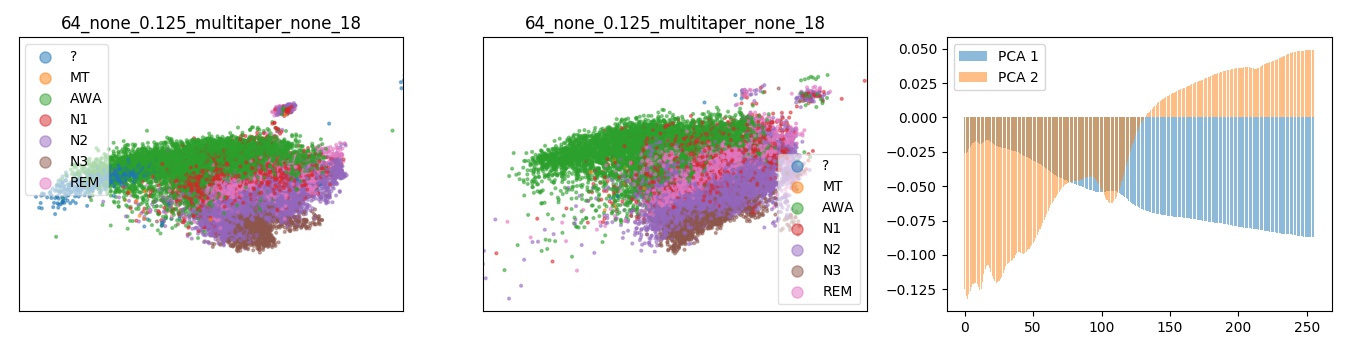 64_none_0.125_multitaper_none_18
?
MT
AWA
N1
N2
N3
REM
64_none_0.125_multitaper_none_18
?
MT
AWA
N1
N2
N3
REM
PCA 1
PCA 2
0.050
0.025
0.000
−0.025
−0.050
−0.075
−0.100
−0.125
0 50 100 150 200 250